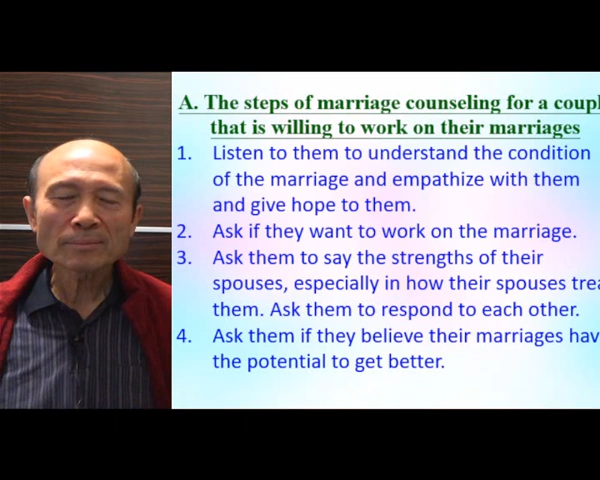 A. The steps of marriage counseling for a coupl
that is willing to work on their marriages
1. Listen to them to understand the condition
of the marriage and empathize with them
and give hope to them.
2. Ask if they want to work on the marriage.
3. Ask them to say the strengths of their
spouses, especially in how their spouses trea
them. Ask them to respond to each other.
4. Ask them if they believe their marriages hav
the potential to get better.